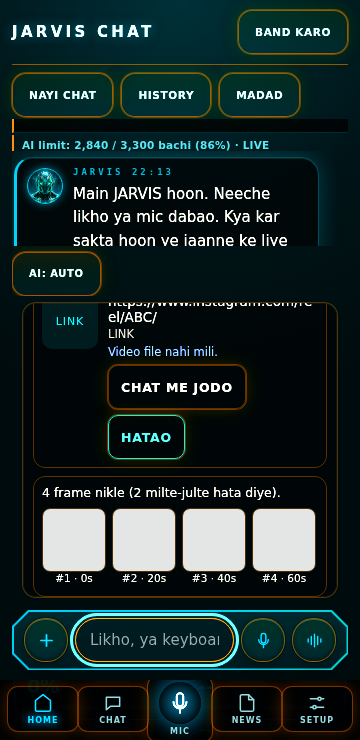 JARVIS CHAT
BAND KARO
NAYI CHAT
HISTORY
MADAD
AI limit: 2,840 / 3,300 bachi (86%) · LIVE
JARVIS 22:13
Main JARVIS hoon. Neeche
likho ya mic dabao. Kya kar
sakta hoon ye jaanne ke live
AI: AUTO
https://www.instagram.com/re
el/ABC/
LINK
LINK
Video file nahi mili.
CHAT ME JODO
HATAO
4 frame nikle (2 milte-julte hata diye).
#1 · 0s
#2 · 20s
#3 · 40s
#4 · 60s
Likho, ya keyboar
HOME
CHAT
MIC
NEWS
SETUP